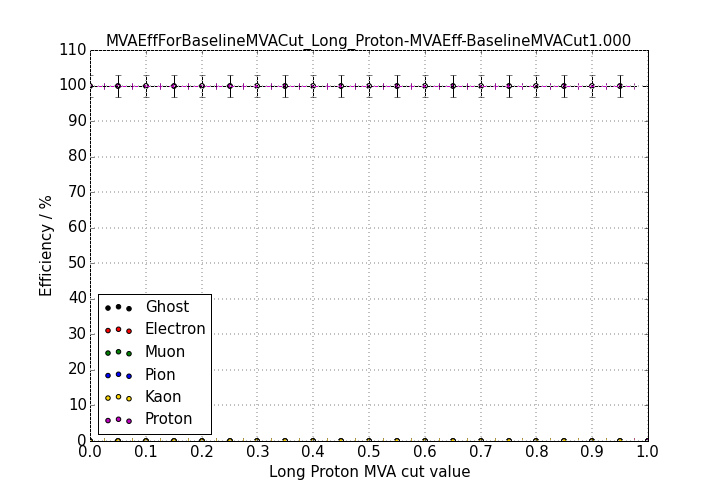 MVAEffForBaselineMVACut_Long_Proton-MVAEff-BaselineMVACut1.000
110
100
90
80
70
60
50
40
30
20
10
0
Efficiency / %
Ghost
Electron
Muon
Pion
Kaon
Proton
0.0 0.1 0.2 0.3 0.4 0.5 0.6 0.7 0.8 0.9 1.0
Long Proton MVA cut value